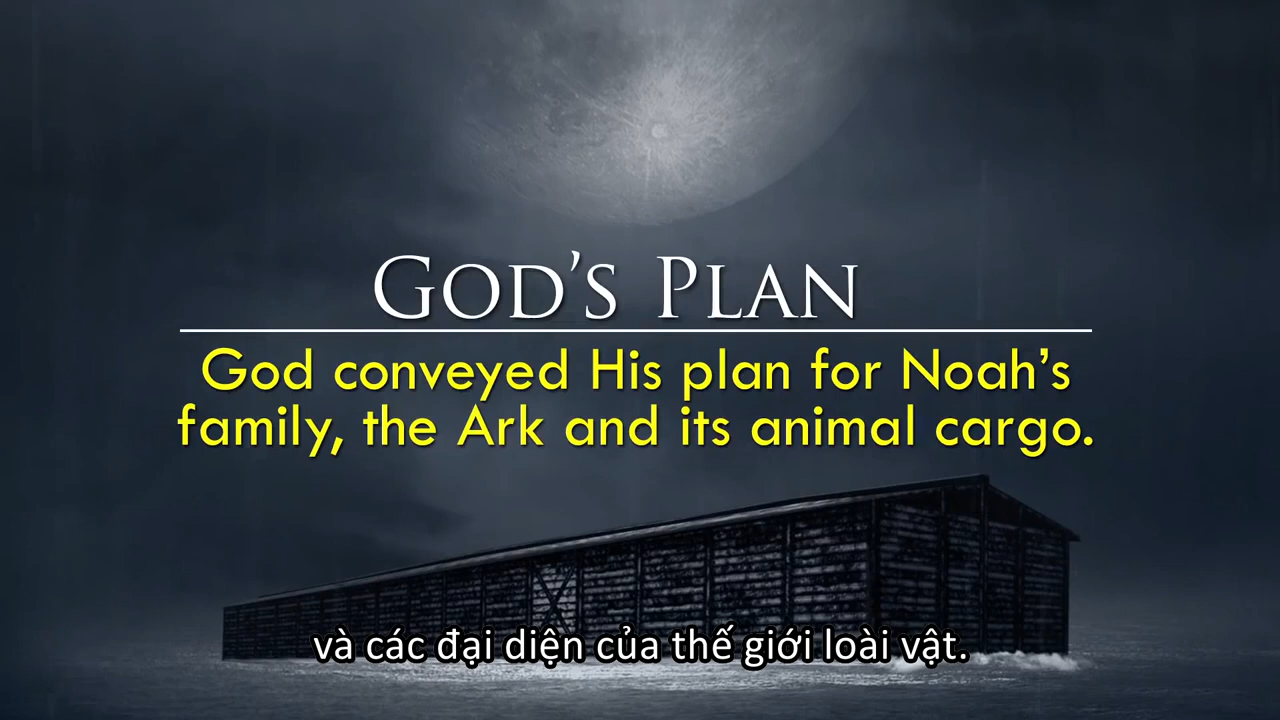 God's Plan
God conveyed His plan for Noah's
family, the Ark and its animal cargo.
và các đại diện của thế giới loài vật.